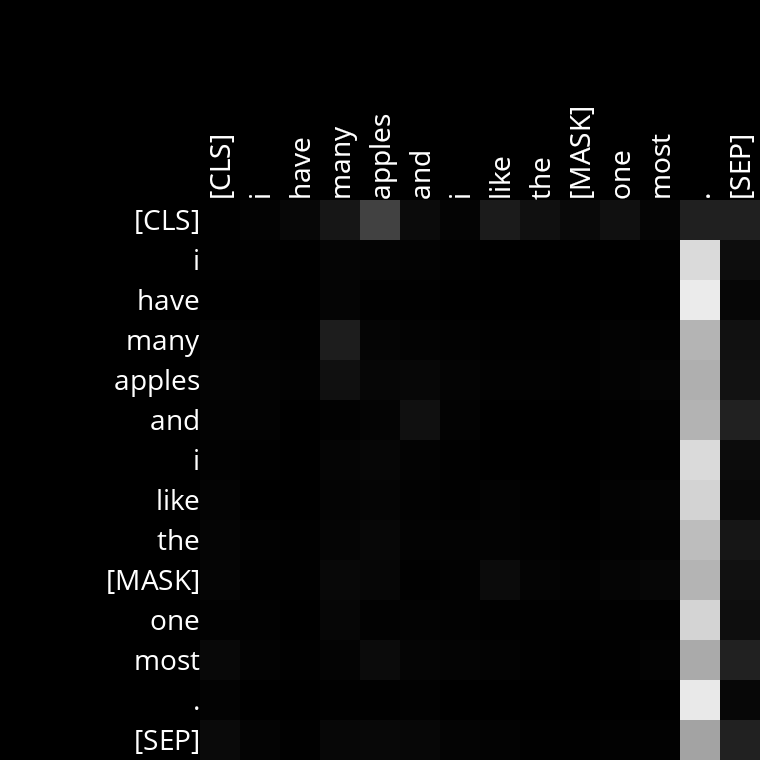 [CLS] i have many apples and i like the [MASK] one most . [SEP]
[CLS]
i
have
many
apples
and
i
like
the
[MASK]
one
most
.
[SEP]